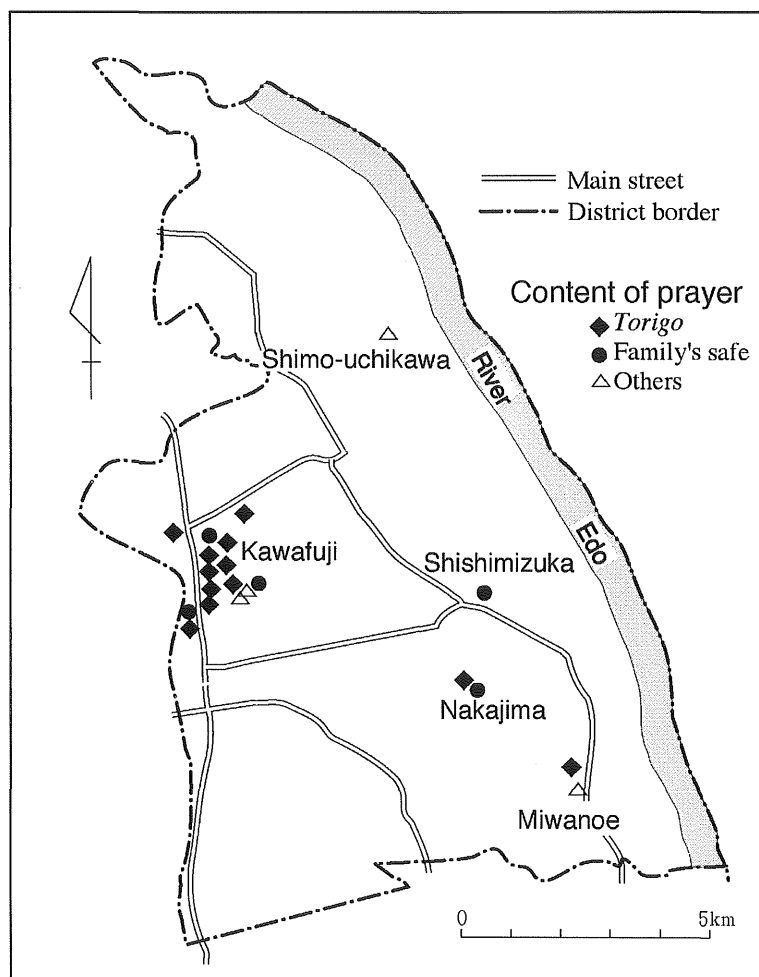 Main street
District border
Content of prayer
Torigo
Family's safe
Others
Shimo-uchikawa
River
Edo
Kawafuji
Shishimizuka
Nakajima
Miwanoe
0 5km